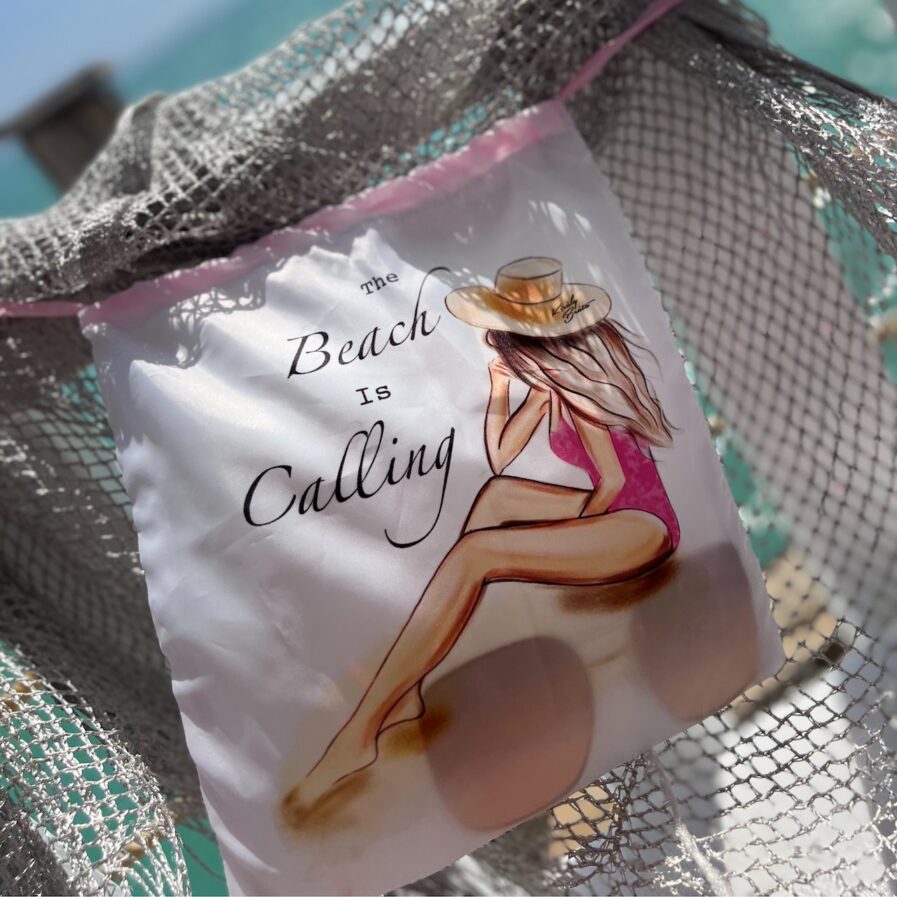 The
Beach
Is
Calling